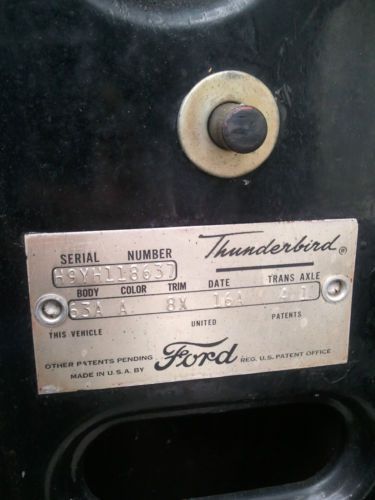 SERIAL NUMBER Thunderbird®
H9YH118637
BODY COLOR TRIM DATE TRANS AXLE
63A A 8X 16A 4 1
THIS VEHICLE UNITED PATENTS
OTHER PATENTS PENDING Ford REG. U.S. PATENT OFFICE
MADE IN U.S.A. BY